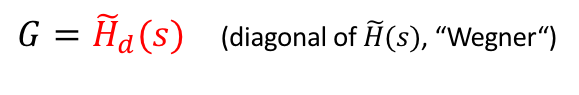 G = H̃_d(s) (diagonal of H̃(s), “Wegner“)